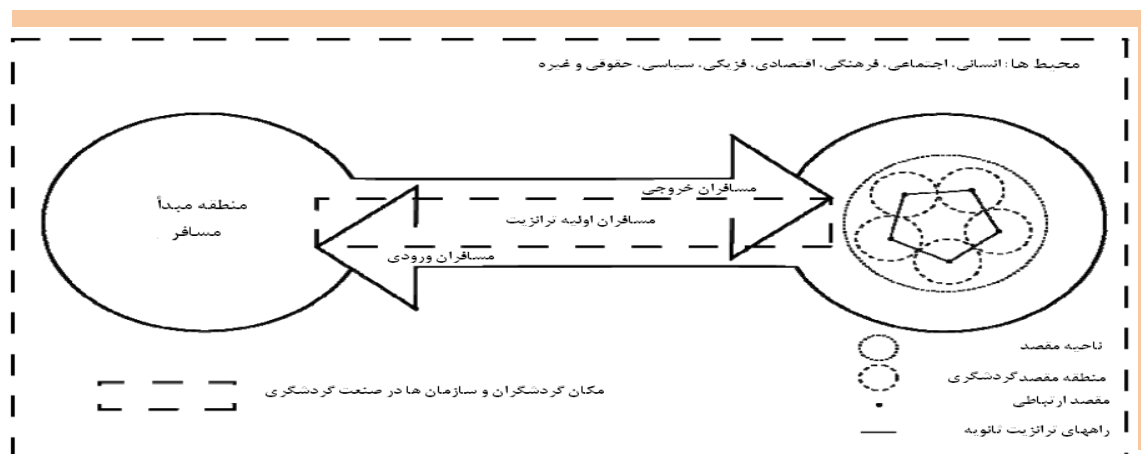 محیط ها: انسانی، اجتماعی، فرهنگی، اقتصادی، فزیکی، سیاسی، حقوقی و غیره
مسافران خروجی
منطقه مبدأ
مسافر
مسافران اولیه ترانزیت
مسافران ورودی
ناحیه مقصد
منطقه مقصد گردشگری
مقصد ارتباطی
راههای ترانزیت ثانویه
مکان گردشگران و سازمان ها در صنعت گردشگری